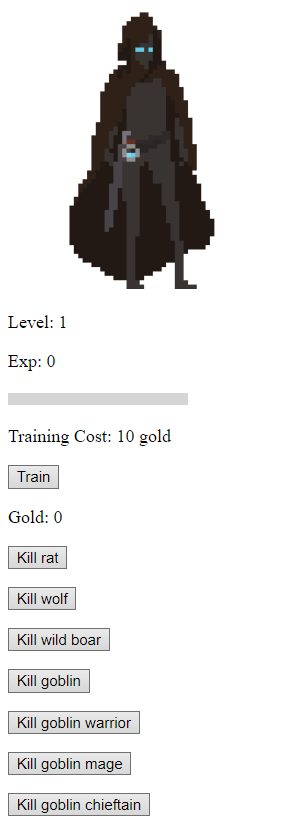 Level: 1
Exp: 0
Training Cost: 10 gold
Train
Gold: 0
Kill rat
Kill wolf
Kill wild boar
Kill goblin
Kill goblin warrior
Kill goblin mage
Kill goblin chieftain